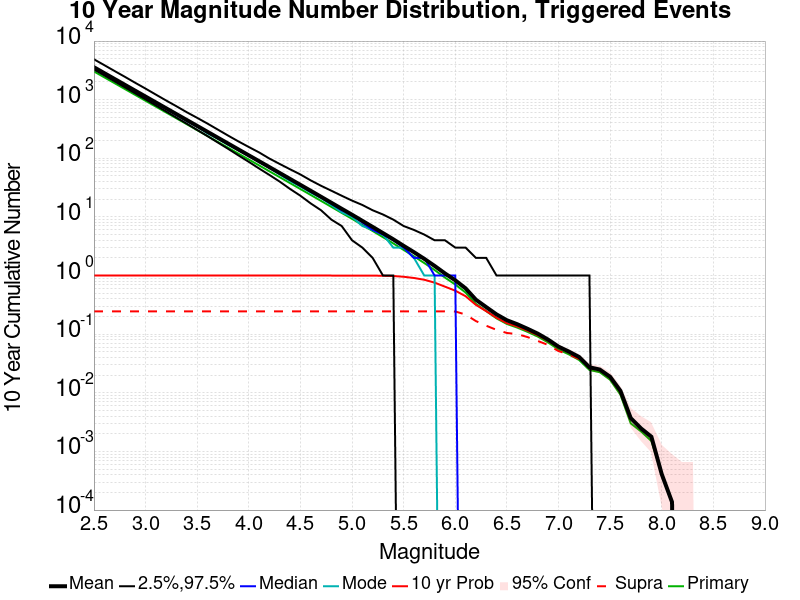 10 Year Magnitude Number Distribution, Triggered Events
10 Year Cumulative Number
10^4
10^3
10^2
10^1
10^0
10^-1
10^-2
10^-3
10^-4
2.5 3.0 3.5 4.0 4.5 5.0 5.5 6.0 6.5 7.0 7.5 8.0 8.5 9.0
Magnitude
Mean 2.5%,97.5% Median Mode 10 yr Prob 95% Conf Supra Primary